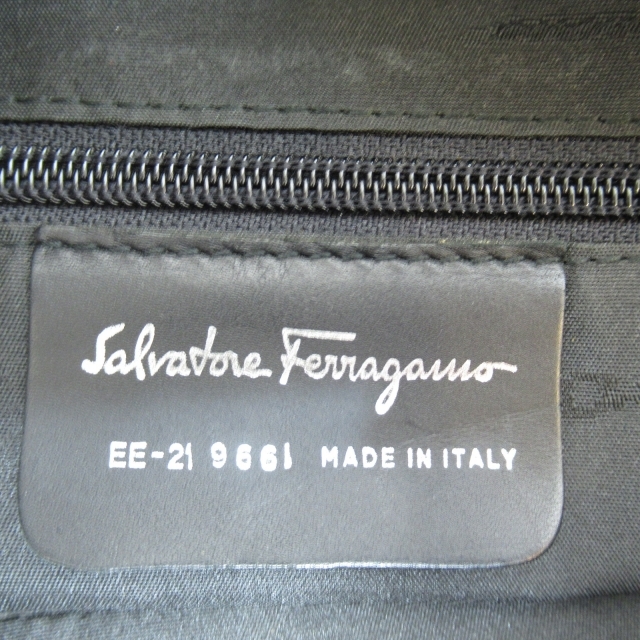 Salvatore Ferragamo
EE-21 9661 MADE IN ITALY